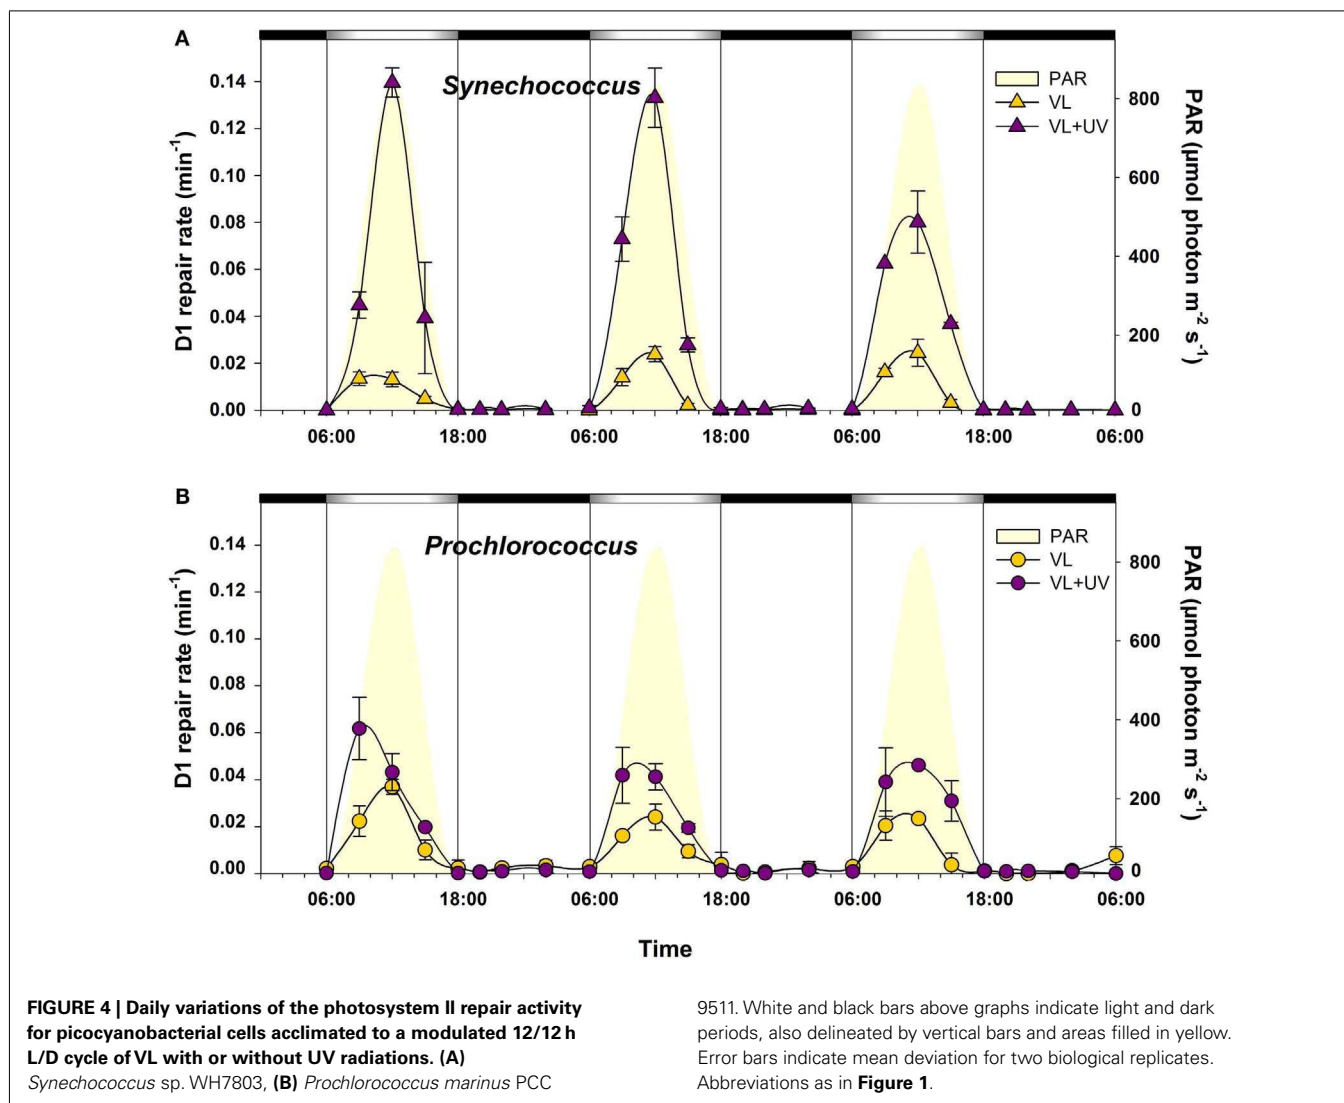 A
Synechococcus
PAR
VL
VL+UV
D1 repair rate (min-1)
0.14
0.12
0.10
0.08
0.06
0.04
0.02
0.00
PAR (µmol photon m-2 s-1)
800
600
400
200
0
06:00 18:00 06:00 18:00 06:00 18:00 06:00
B
Prochlorococcus
PAR
VL
VL+UV
D1 repair rate (min-1)
0.14
0.12
0.10
0.08
0.06
0.04
0.02
0.00
PAR (µmol photon m-2 s-1)
800
600
400
200
0
06:00 18:00 06:00 18:00 06:00 18:00 06:00
Time
FIGURE 4 | Daily variations of the photosystem II repair activity
for picocyanobacterial cells acclimated to a modulated 12/12 h
L/D cycle of VL with or without UV radiations. (A)
Synechococcus sp. WH7803, (B) Prochlorococcus marinus PCC
9511. White and black bars above graphs indicate light and dark
periods, also delineated by vertical bars and areas filled in yellow.
Error bars indicate mean deviation for two biological replicates.
Abbreviations as in Figure 1.